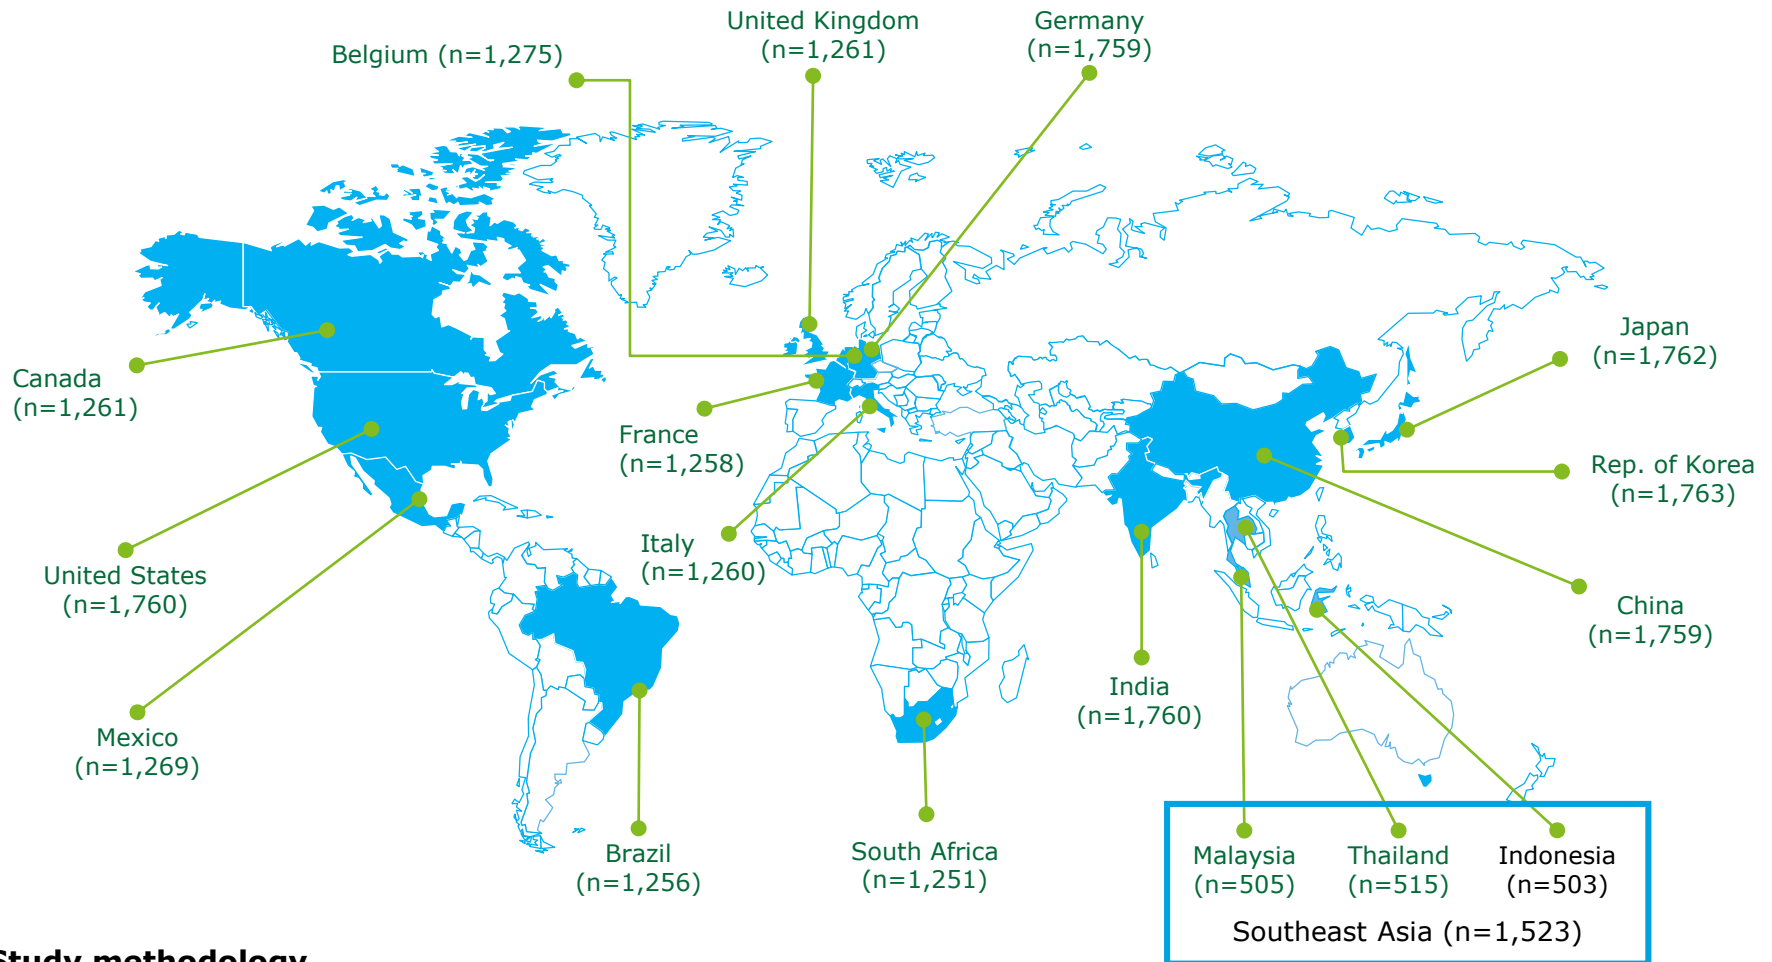 Belgium (n=1,275)
United Kingdom
(n=1,261)
Germany
(n=1,759)
Canada
(n=1,261)
Japan
(n=1,762)
France
(n=1,258)
Rep. of Korea
(n=1,763)
Italy
(n=1,260)
United States
(n=1,760)
China
(n=1,759)
India
(n=1,760)
Mexico
(n=1,269)
Brazil
(n=1,256)
South Africa
(n=1,251)
Malaysia
(n=505)
Thailand
(n=515)
Indonesia
(n=503)
Southeast Asia (n=1,523)
Study methodology